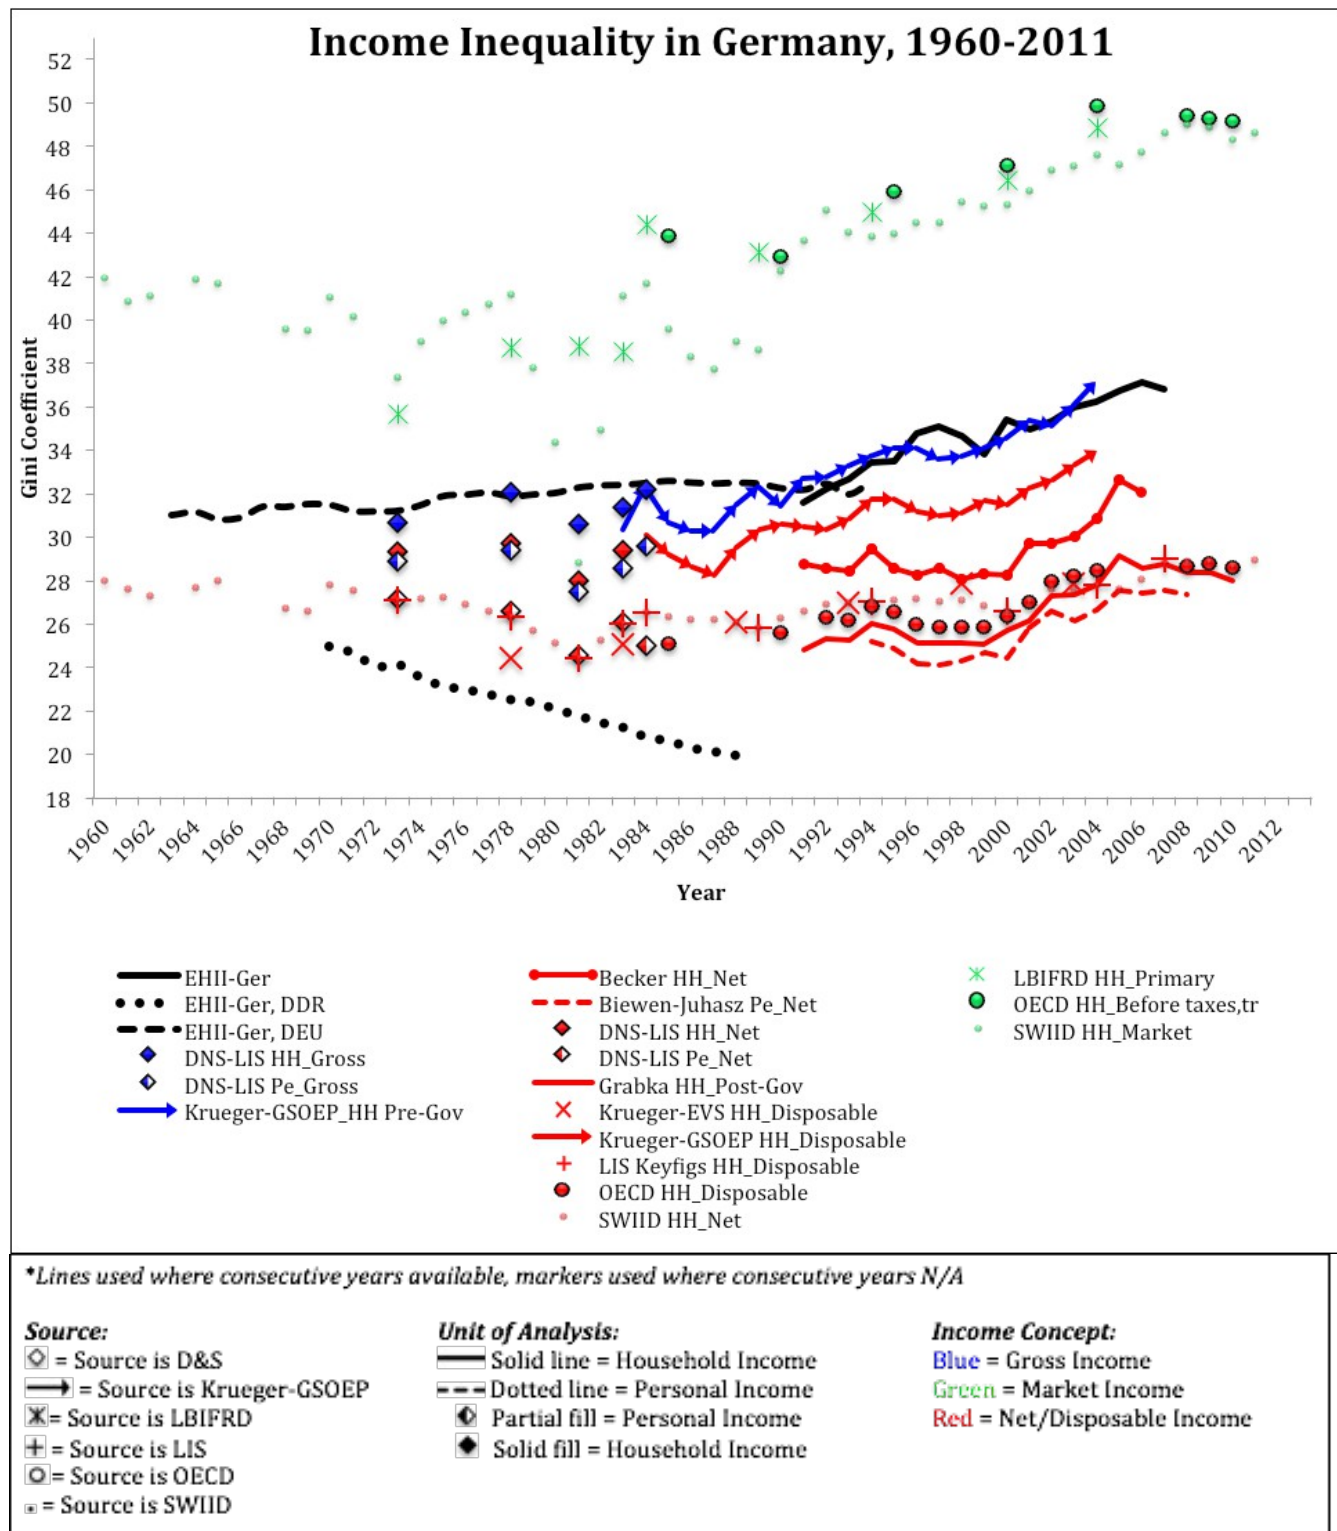 Income Inequality in Germany, 1960-2011
52
50
48
46
44
42
40
38
36
34
32
30
28
26
24
22
20
18
Gini Coefficient
1960
1962
1964
1966
1968
1970
1972
1974
1976
1978
1980
1982
1984
1986
1988
1990
1992
1994
1996
1998
2000
2002
2004
2006
2008
2010
2012
Year
EHII-Ger
EHII-Ger, DDR
EHII-Ger, DEU
DNS-LIS HH_Gross
DNS-LIS Pe_Gross
Krueger-GSOEP_HH Pre-Gov
Becker HH_Net
Biewen-Juhasz Pe_Net
DNS-LIS HH_Net
DNS-LIS Pe_Net
Grabka HH_Post-Gov
Krueger-EVS HH_Disposable
Krueger-GSOEP HH_Disposable
LIS Keyfigs HH_Disposable
OECD HH_Disposable
SWIID HH_Net
LBIFRD HH_Primary
OECD HH_Before taxes,tr
SWIID HH_Market
*Lines used where consecutive years available, markers used where consecutive years N/A
Source:
= Source is D&S
= Source is Krueger-GSOEP
= Source is LBIFRD
= Source is LIS
= Source is OECD
= Source is SWIID
Unit of Analysis:
Solid line = Household Income
Dotted line = Personal Income
Partial fill = Personal Income
Solid fill = Household Income
Income Concept:
Blue = Gross Income
Green = Market Income
Red = Net/Disposable Income